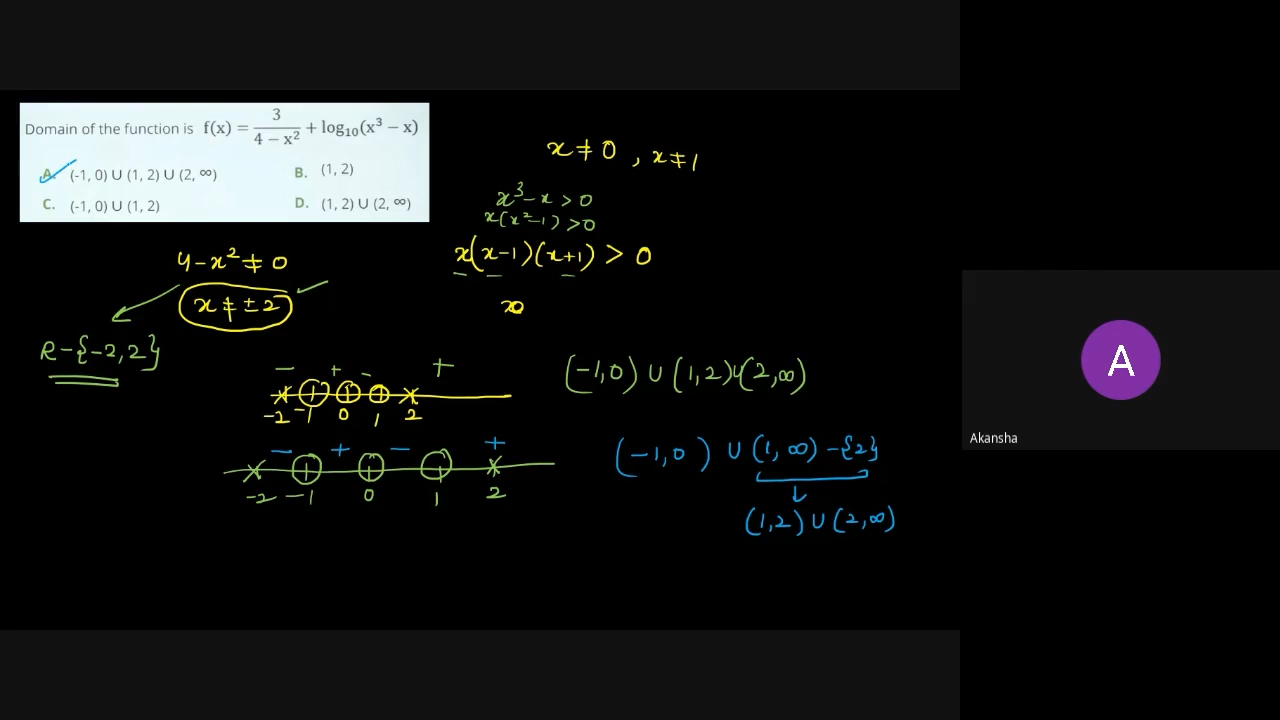 Domain of the function is f(x) = 3/(4 − x²) + log₁₀(x³ − x)
A. (-1, 0) ∪ (1, 2) ∪ (2, ∞)
B. (1, 2)
C. (-1, 0) ∪ (1, 2)
D. (1, 2) ∪ (2, ∞)
x ≠ 0 , x ≠ 1
x³ − x > 0
x(x² − 1) > 0
x(x−1)(x+1) > 0
4 − x² ≠ 0
x ≠ ± 2
R − {−2, 2}
− + − +
-2 -1 0 1 2
(−1, 0) ∪ (1, 2) ∪ (2, ∞)
− + − +
-2 -1 0 1 2
(−1, 0) ∪ (1, ∞) − {2}
(1, 2) ∪ (2, ∞)
A
Akansha